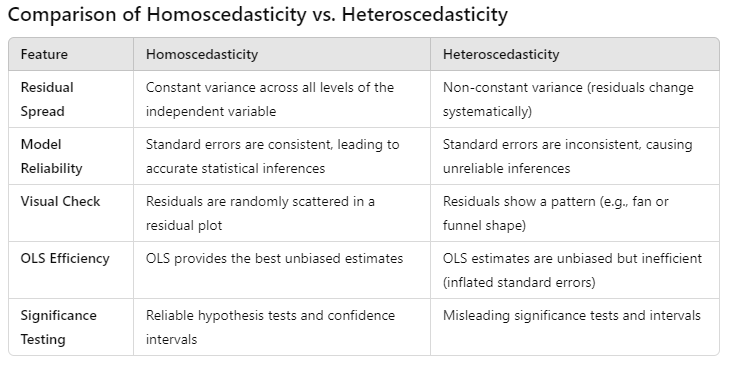 Comparison of Homoscedasticity vs. Heteroscedasticity
Feature Homoscedasticity Heteroscedasticity
Residual Spread
Constant variance across all levels of the
independent variable
Non-constant variance (residuals change
systematically)
Model Reliability
Standard errors are consistent, leading to
accurate statistical inferences
Standard errors are inconsistent, causing
unreliable inferences
Visual Check
Residuals are randomly scattered in a
residual plot
Residuals show a pattern (e.g., fan or
funnel shape)
OLS Efficiency
OLS provides the best unbiased estimates
OLS estimates are unbiased but inefficient
(inflated standard errors)
Significance Testing
Reliable hypothesis tests and confidence
intervals
Misleading significance tests and intervals